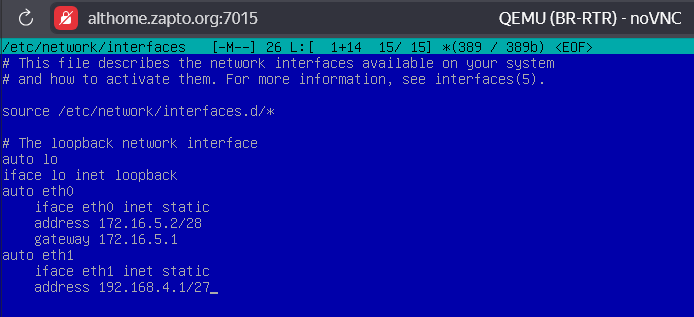 althome.zapto.org:7015 QEMU (BR-RTR) - noVNC
/etc/network/interfaces [-M--] 26 L:[ 1+14 15/ 15] *(389 / 389b) <EOF>
# This file describes the network interfaces available on your system
# and how to activate them. For more information, see interfaces(5).
source /etc/network/interfaces.d/*
# The loopback network interface
auto lo
iface lo inet loopback
auto eth0
    iface eth0 inet static
    address 172.16.5.2/28
    gateway 172.16.5.1
auto eth1
    iface eth1 inet static
    address 192.168.4.1/27_